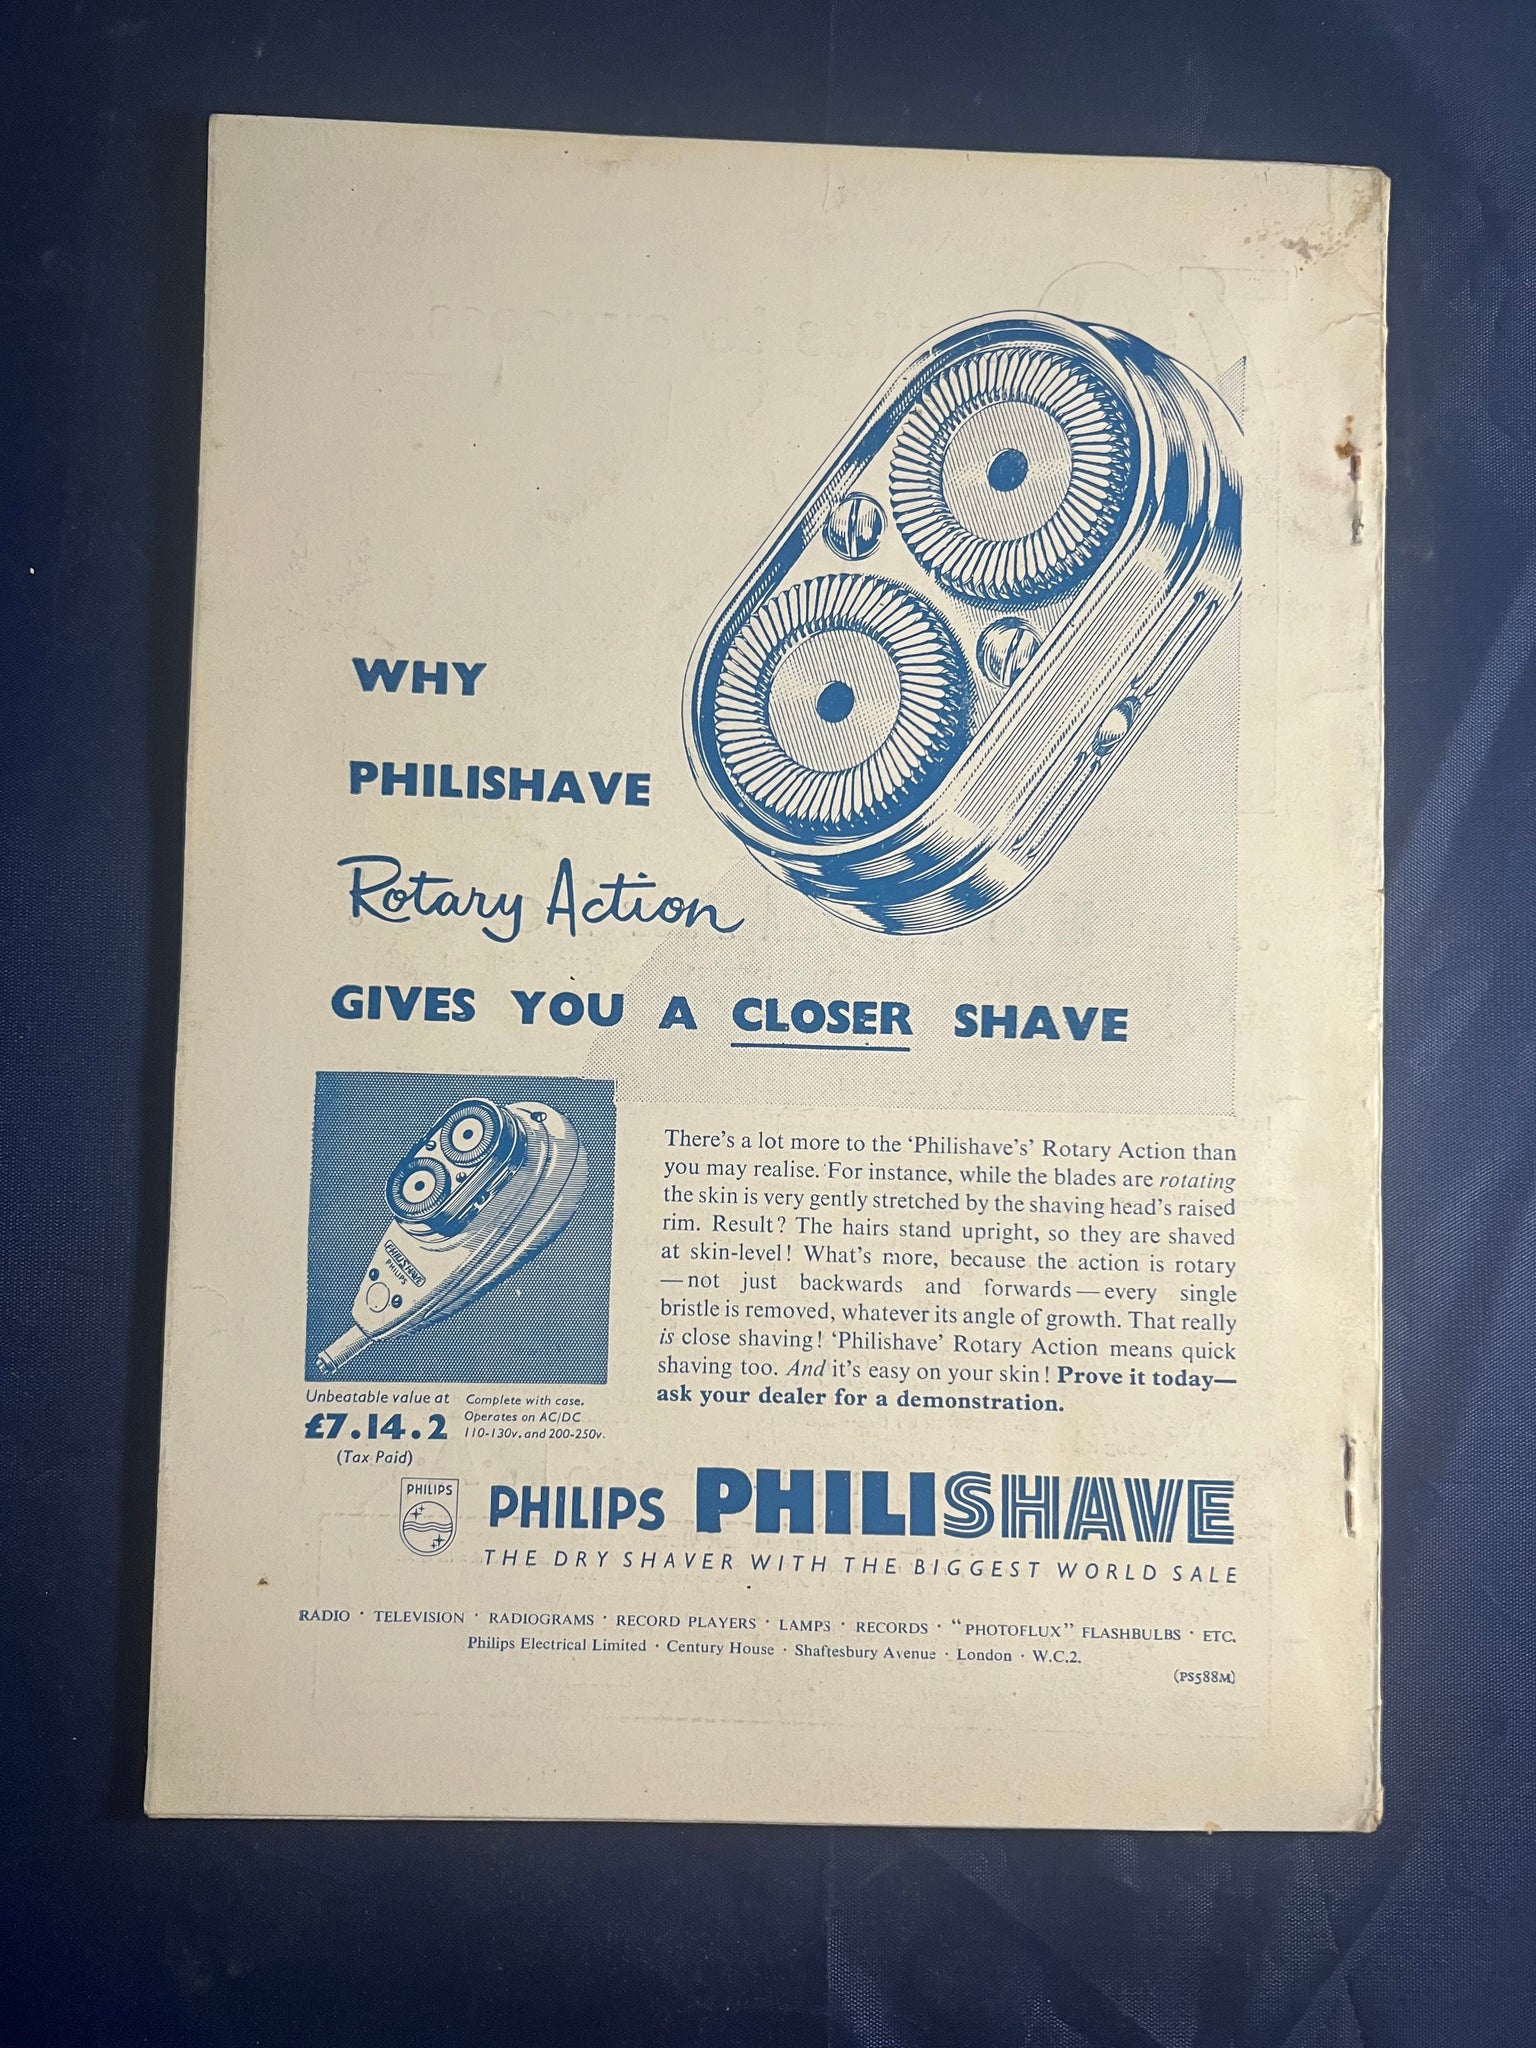 WHY
PHILISHAVE
Rotary Action
GIVES YOU A CLOSER SHAVE
There's a lot more to the ‘Philishave's’ Rotary Action than
you may realise. For instance, while the blades are rotating
the skin is very gently stretched by the shaving head's raised
rim. Result? The hairs stand upright, so they are shaved
at skin-level! What's more, because the action is rotary
—not just backwards and forwards—every single
bristle is removed, whatever its angle of growth. That really
is close shaving! ‘Philishave’ Rotary Action means quick
shaving too. And it's easy on your skin! Prove it today—
ask your dealer for a demonstration.
PHILISHAVE
PHILIPS
Unbeatable value at
£7.14.2
(Tax Paid)
Complete with case.
Operates on AC/DC
110-130v. and 200-250v.
PHILIPS
PHILIPS PHILISHAVE
THE DRY SHAVER WITH THE BIGGEST WORLD SALE
RADIO · TELEVISION · RADIOGRAMS · RECORD PLAYERS · LAMPS · RECORDS · “PHOTOFLUX” FLASHBULBS · ETC.
Philips Electrical Limited · Century House · Shaftesbury Avenue · London · W.C.2.
(PS588M)